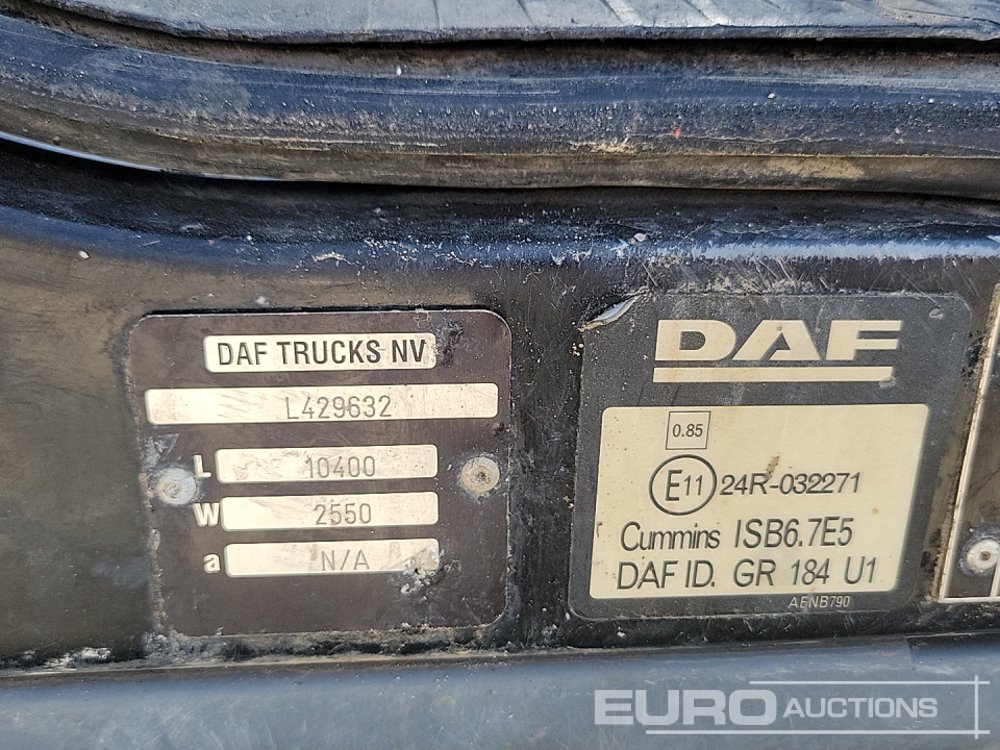 DAF TRUCKS NV
L429632
L 10400
W 2550
a N/A
DAF
0.85
E11 24R-032271
Cummins ISB6.7E5
DAF ID. GR 184 U1
AENB790
EURO AUCTIONS